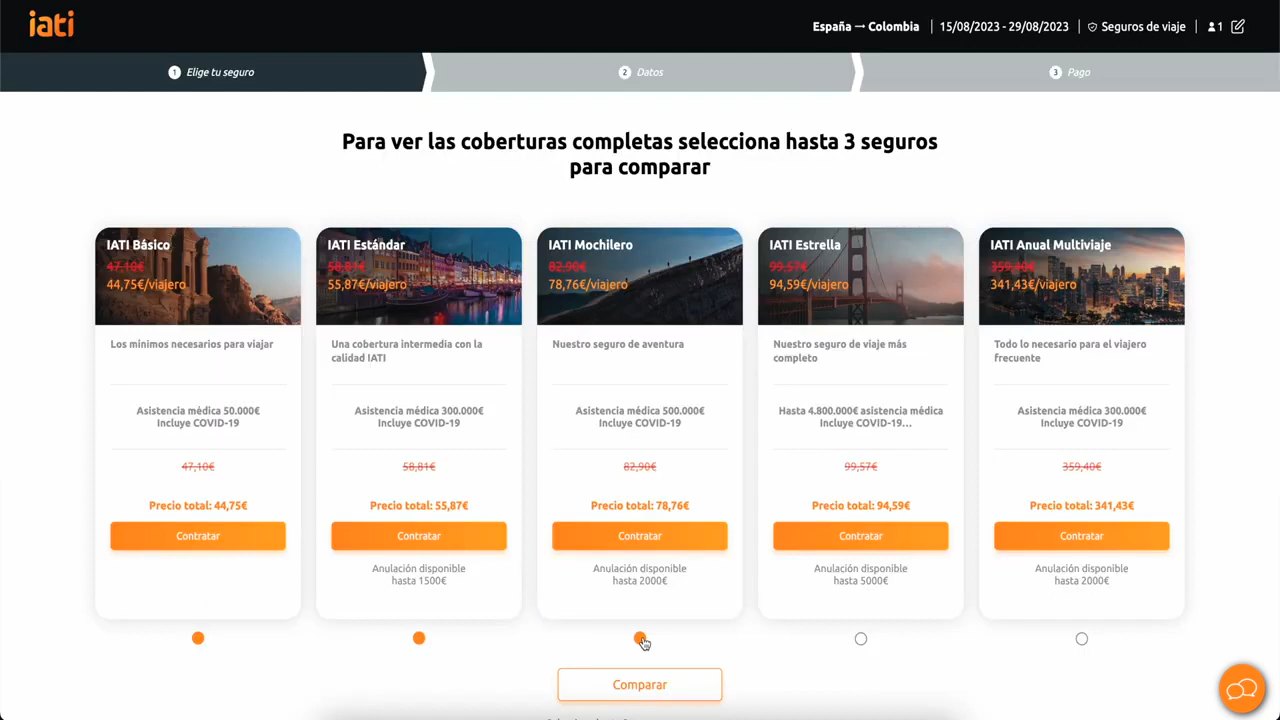 iati
España → Colombia
15/08/2023 - 29/08/2023
Seguros de viaje
1
1 Elige tu seguro
2 Datos
3 Pago
Para ver las coberturas completas selecciona hasta 3 seguros
para comparar
IATI Básico
47,10€
44,75€/viajero
Los mínimos necesarios para viajar
Asistencia médica 50.000€
Incluye COVID-19
47,10€
Precio total: 44,75€
Contratar
IATI Estándar
58,81€
55,87€/viajero
Una cobertura intermedia con la
calidad IATI
Asistencia médica 300.000€
Incluye COVID-19
58,81€
Precio total: 55,87€
Contratar
Anulación disponible
hasta 1500€
IATI Mochilero
82,90€
78,76€/viajero
Nuestro seguro de aventura
Asistencia médica 500.000€
Incluye COVID-19
82,90€
Precio total: 78,76€
Contratar
Anulación disponible
hasta 2000€
IATI Estrella
99,57€
94,59€/viajero
Nuestro seguro de viaje más
completo
Hasta 4.800.000€ asistencia médica
Incluye COVID-19...
99,57€
Precio total: 94,59€
Contratar
Anulación disponible
hasta 5000€
IATI Anual Multiviaje
359,40€
341,43€/viajero
Todo lo necesario para el viajero
frecuente
Asistencia médica 300.000€
Incluye COVID-19
359,40€
Precio total: 341,43€
Contratar
Anulación disponible
hasta 2000€
Comparar